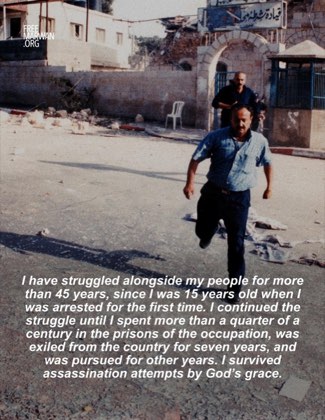 FREE
MARWAN
.ORG
I have struggled alongside my people for more
than 45 years, since I was 15 years old when I
was arrested for the first time. I continued the
struggle until I spent more than a quarter of a
century in the prisons of the occupation, was
exiled from the country for seven years, and
was pursued for other years. I survived
assassination attempts by God's grace.